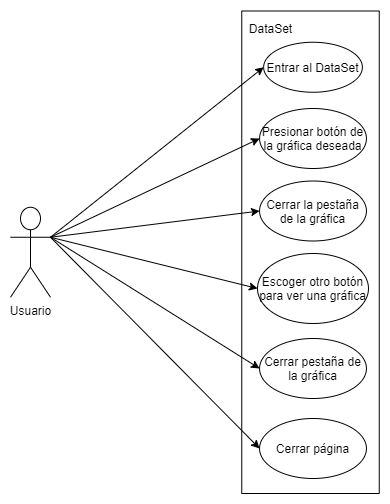 DataSet
Entrar al DataSet
Presionar botón de
la gráfica deseada
Cerrar la pestaña
de la gráfica
Escoger otro botón
para ver una gráfica
Cerrar pestaña de
la gráfica
Cerrar página
Usuario